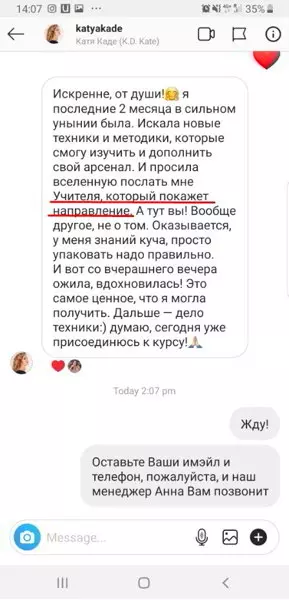 14:07
35%
katyakade
Катя Каде (K.D. Kate)
Искренне, от души!🤗 я
последние 2 месяца в сильном
унынии была. Искала новые
техники и методики, которые
смогу изучить и дополнить
свой арсенал. И просила
вселенную послать мне
Учителя, который покажет
направление. А тут вы! Вообще
другое, не о том. Оказывается,
у меня знаний куча, просто
упаковать надо правильно.
И вот со вчерашнего вечера
ожила, вдохновилась! Это
самое ценное, что я могла
получить. Дальше — дело
техники:) думаю, сегодня уже
присоединюсь к курсу!🙏
Today 2:07 pm
Жду!
Оставьте Ваши имэйл и
телефон, пожалуйста, и наш
менеджер Анна Вам позвонит
Message...